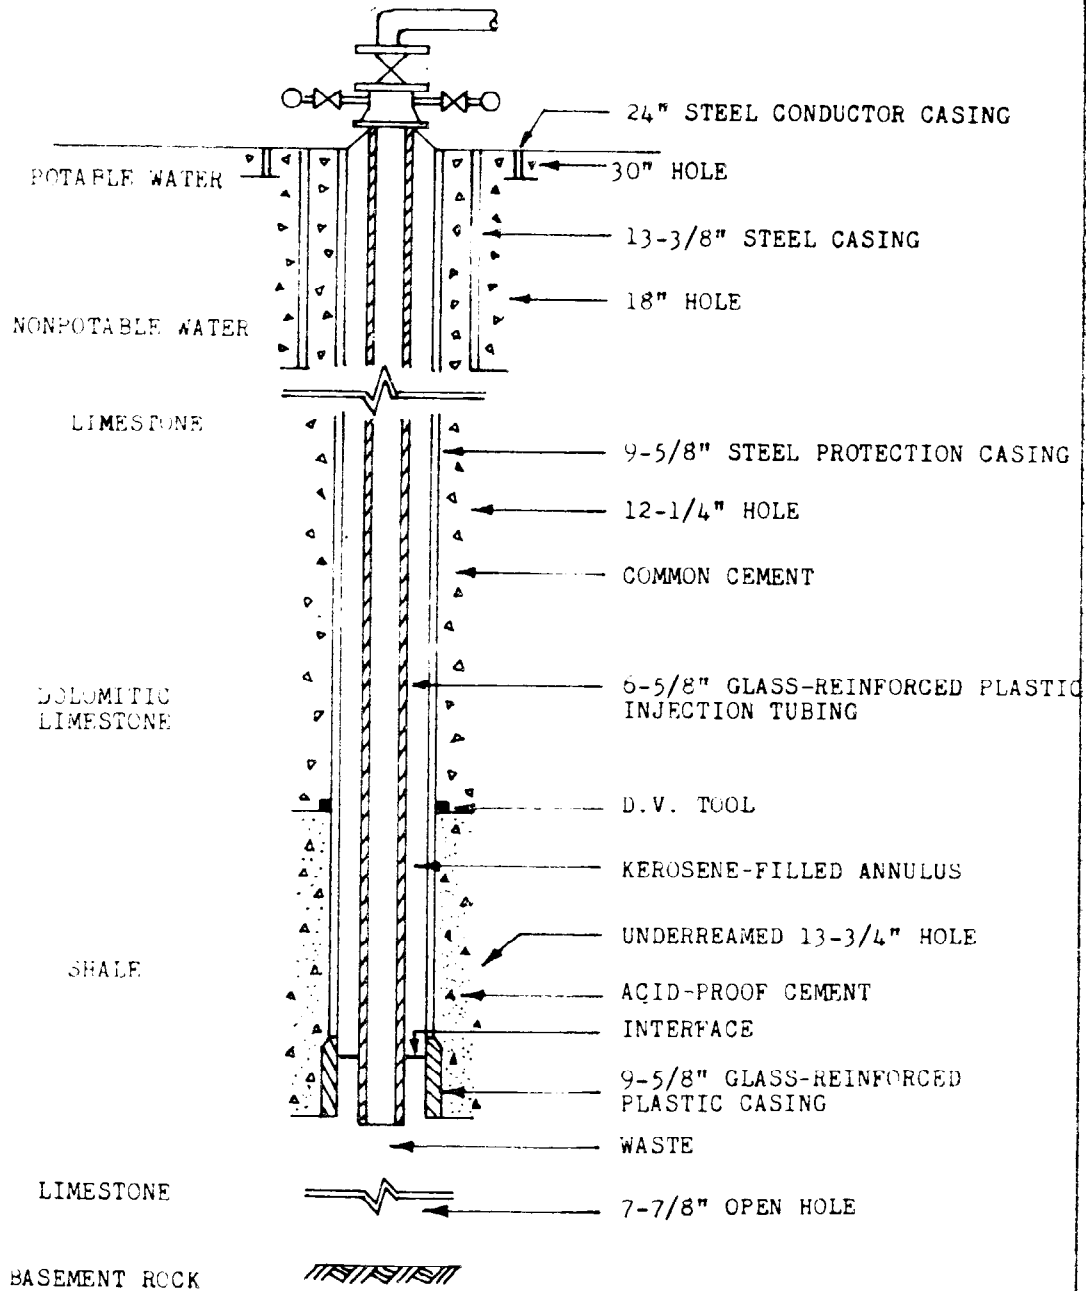 24" STEEL CONDUCTOR CASING
POTABLE WATER
30" HOLE
13-3/8" STEEL CASING
18" HOLE
NONPOTABLE WATER
LIMESTONE
9-5/8" STEEL PROTECTION CASING
12-1/4" HOLE
COMMON CEMENT
6-5/8" GLASS-REINFORCED PLASTIC
INJECTION TUBING
DOLOMITIC
LIMESTONE
D.V. TOOL
KEROSENE-FILLED ANNULUS
UNDERREAMED 13-3/4" HOLE
SHALE
ACID-PROOF CEMENT
INTERFACE
9-5/8" GLASS-REINFORCED
PLASTIC CASING
WASTE
LIMESTONE
7-7/8" OPEN HOLE
BASEMENT ROCK